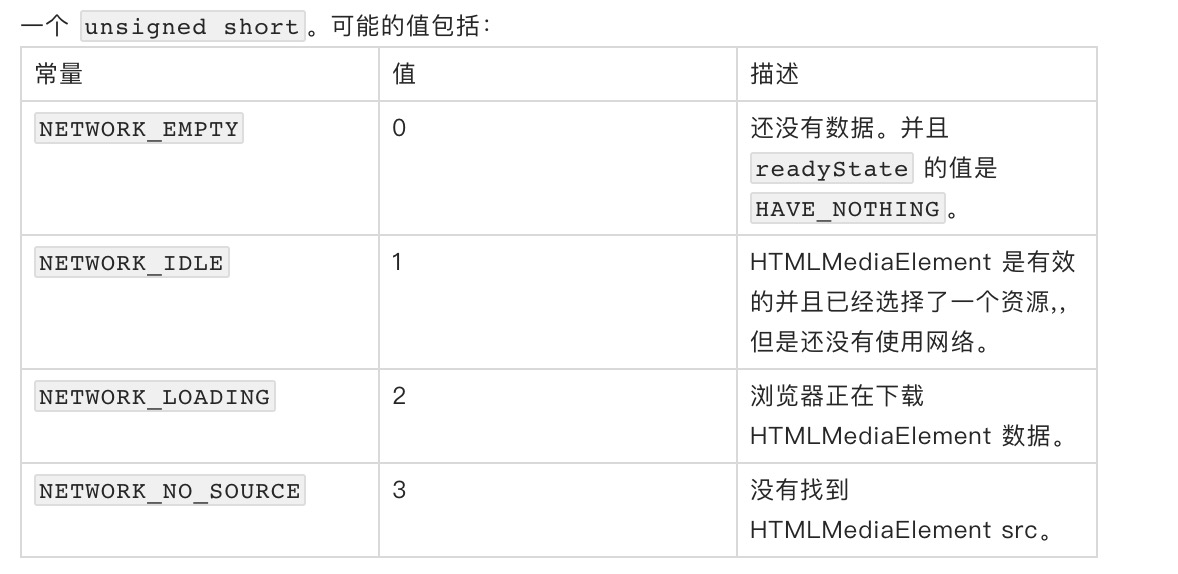 一个 unsigned short。可能的值包括：
常量 值 描述
NETWORK_EMPTY 0 还没有数据。并且
readyState 的值是
HAVE_NOTHING。
NETWORK_IDLE 1 HTMLMediaElement 是有效
的并且已经选择了一个资源,,
但是还没有使用网络。
NETWORK_LOADING 2 浏览器正在下载
HTMLMediaElement 数据。
NETWORK_NO_SOURCE 3 没有找到
HTMLMediaElement src。